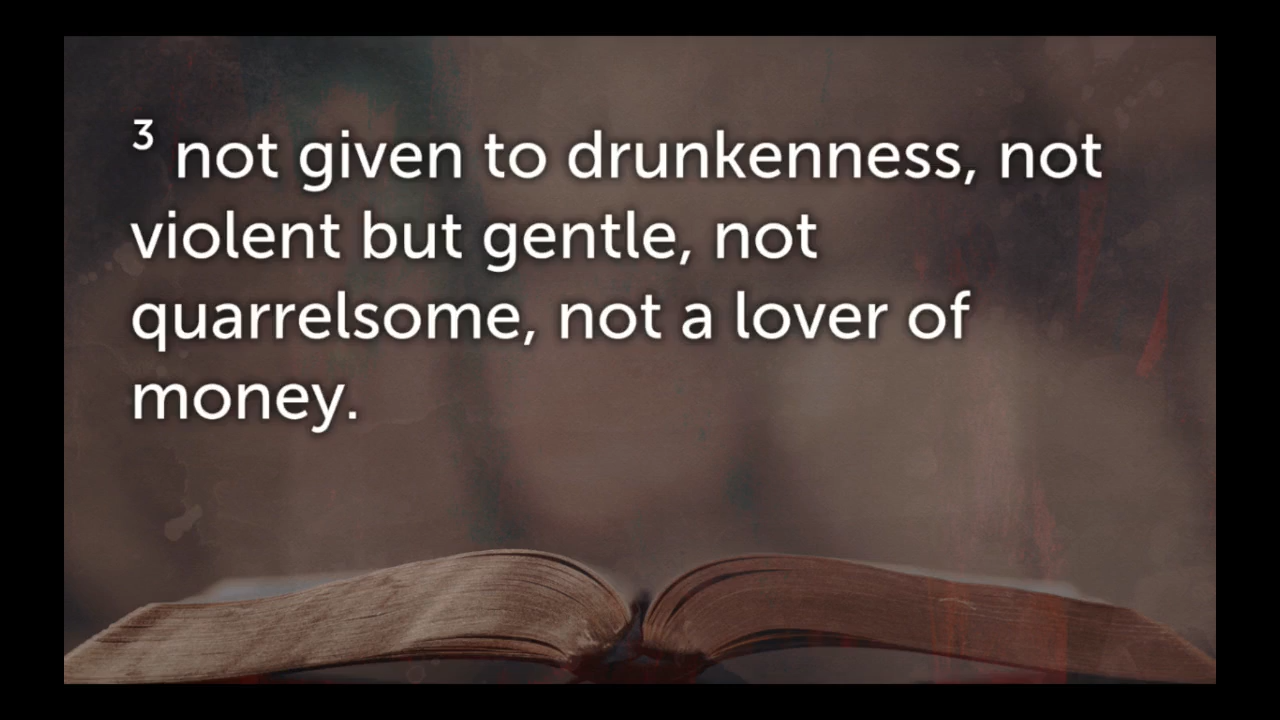 3 not given to drunkenness, not
violent but gentle, not
quarrelsome, not a lover of
money.